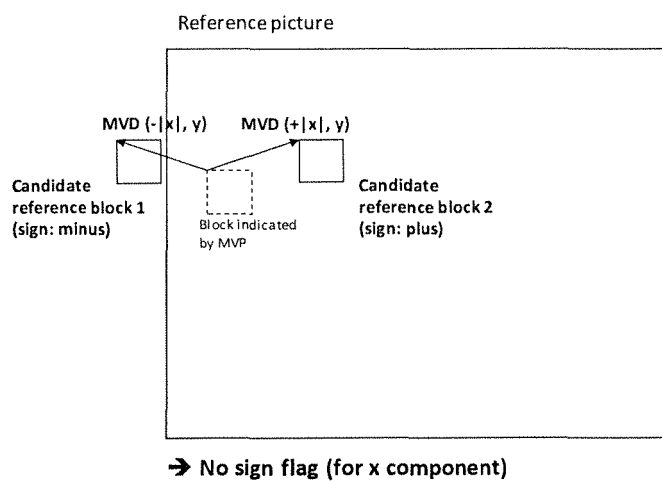 Reference picture
MVD (-|x|, y) MVD (+|x|, y)
Candidate
reference block 1
(sign: minus)
Candidate
reference block 2
(sign: plus)
Block indicated
by MVP
➔ No sign flag (for x component)